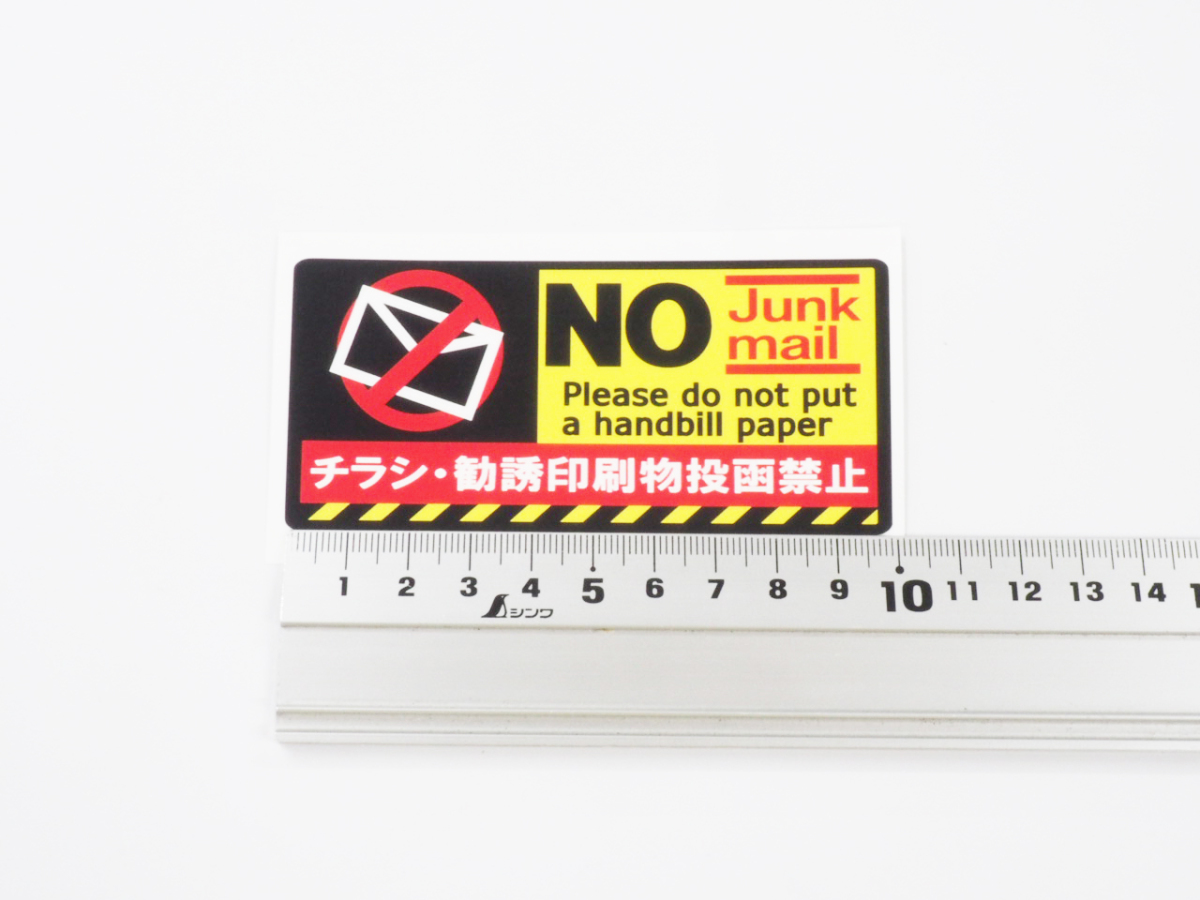 NO
Junk
mail
Please do not put
a handbill paper
チラシ・勧誘印刷物投函禁止
1 2 3 4 5 6 7 8 9 10 11 12 13 14
シンワ